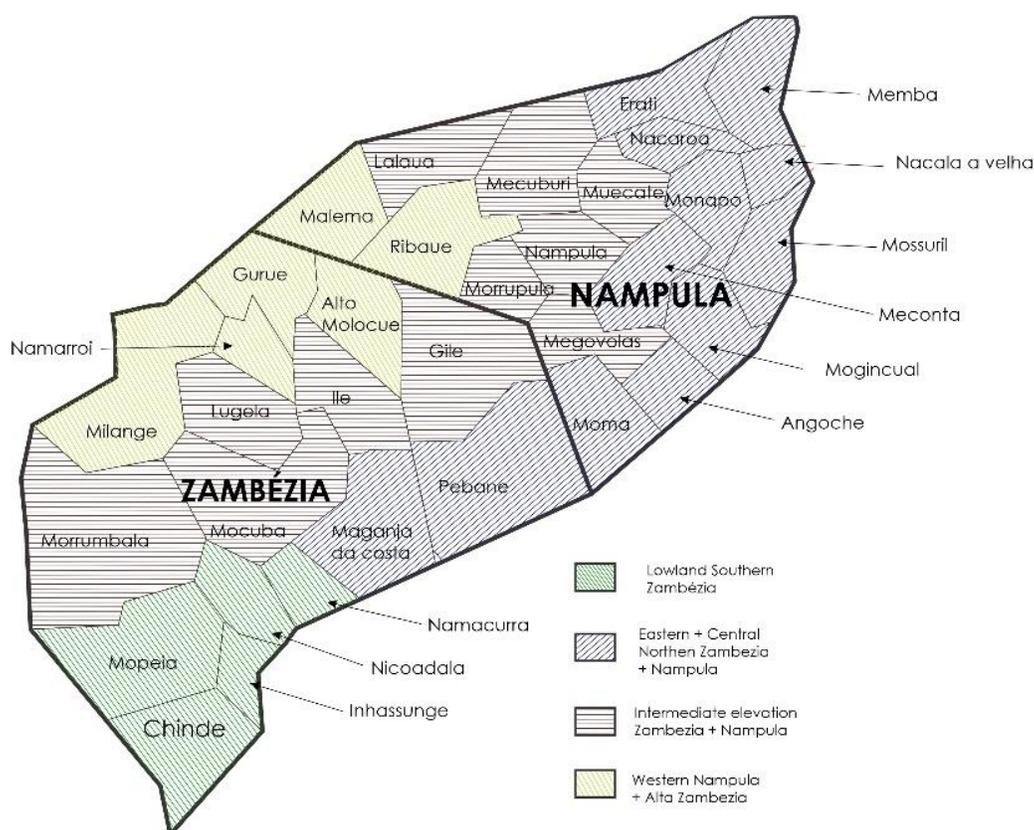 Memba
Erati
Nacaroa
Nacala a velha
Lalaua
Mecuburi
Muecate
Monapo
Malema
Ribaue
Nampula
Mossuril
Gurue
Morrupula
NAMPULA
Meconta
Alto
Molocue
Namarroi
Gile
Megovolas
Mogincual
Ile
Lugela
Angoche
Milange
Moma
ZAMBÉZIA
Pebane
Morrumbala
Mocuba
Maganja
da costa
Lowland Southern
Zambézia
Namacurra
Eastern + Central
Northen Zambezia
+ Nampula
Mopeia
Nicoadala
Inhassunge
Chinde
Intermediate elevation
Zambezia + Nampula
Western Nampula
+ Alta Zambezia